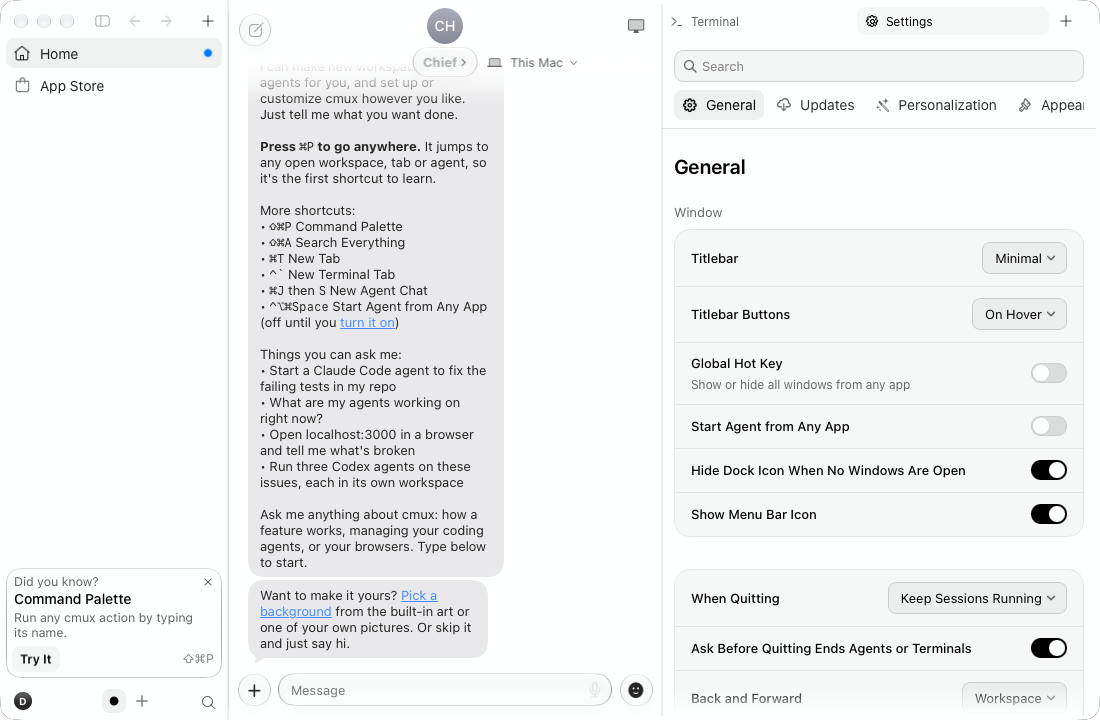 Home
App Store
Did you know?
Command Palette
Run any cmux action by typing
its name.
Try It
⇧⌘P
D
CH
Chief ›
This Mac
I can make new workspac
agents for you, and set up or
customize cmux however you like.
Just tell me what you want done.
Press ⌘P to go anywhere. It jumps to
any open workspace, tab or agent, so
it's the first shortcut to learn.
More shortcuts:
• ⇧⌘P Command Palette
• ⇧⌘A Search Everything
• ⌘T New Tab
• ^` New Terminal Tab
• ⌘J then S New Agent Chat
• ^⌥⌘Space Start Agent from Any App
(off until you turn it on)
Things you can ask me:
• Start a Claude Code agent to fix the
failing tests in my repo
• What are my agents working on
right now?
• Open localhost:3000 in a browser
and tell me what's broken
• Run three Codex agents on these
issues, each in its own workspace
Ask me anything about cmux: how a
feature works, managing your coding
agents, or your browsers. Type below
to start.
Want to make it yours? Pick a
background from the built-in art or
one of your own pictures. Or skip it
and just say hi.
Message
Terminal
Settings
Search
General
Updates
Personalization
Appear
General
Window
Titlebar
Minimal
Titlebar Buttons
On Hover
Global Hot Key
Show or hide all windows from any app
Start Agent from Any App
Hide Dock Icon When No Windows Are Open
Show Menu Bar Icon
When Quitting
Keep Sessions Running
Ask Before Quitting Ends Agents or Terminals
Back and Forward
Workspace